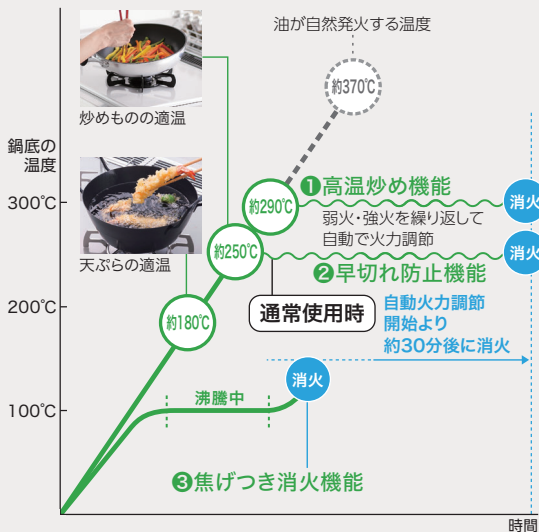 油が自然発火する温度
約370℃
炒めものの適温
鍋底の
温度
天ぷらの適温
300℃
200℃
100℃
約290℃
約250℃
約180℃
❶高温炒め機能
弱火・強火を繰り返して
自動で火力調節
❷早切れ防止機能
消火
消火
通常使用時
自動火力調節
開始より
約30分後に消火
沸騰中
消火
❸焦げつき消火機能
時間